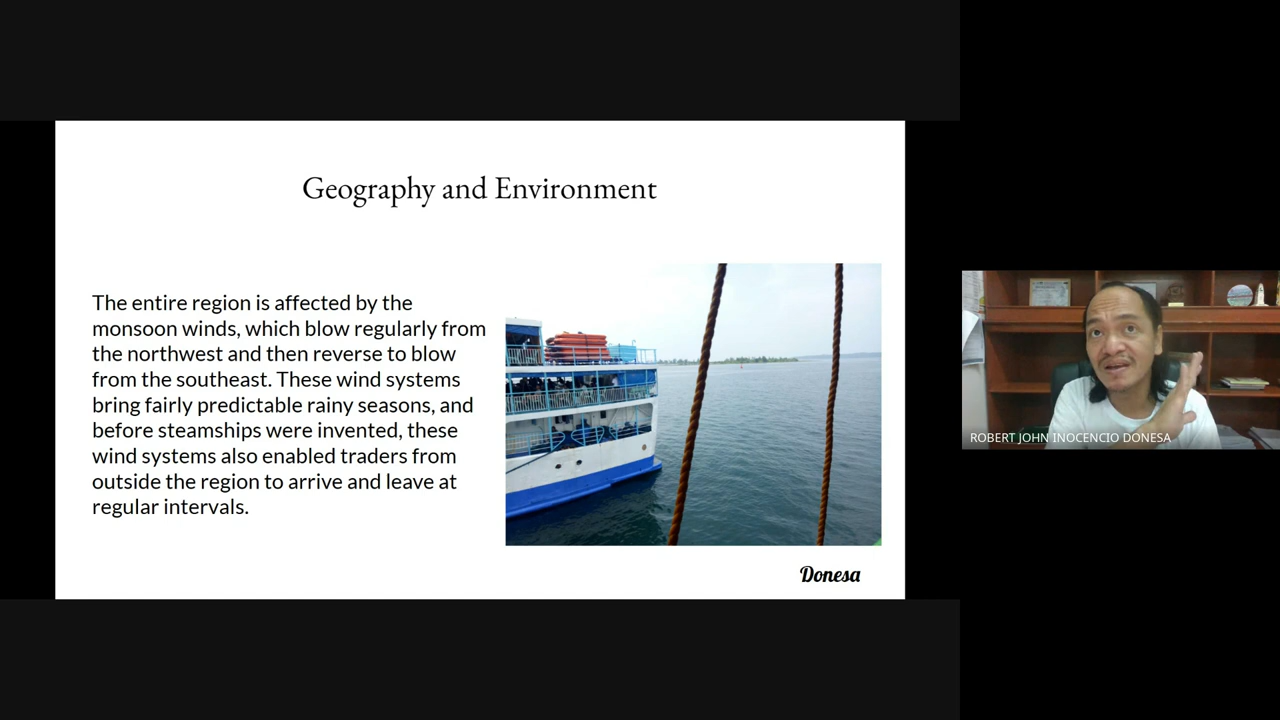 Geography and Environment
The entire region is affected by the
monsoon winds, which blow regularly from
the northwest and then reverse to blow
from the southeast. These wind systems
bring fairly predictable rainy seasons, and
before steamships were invented, these
wind systems also enabled traders from
outside the region to arrive and leave at
regular intervals.
Donesa
ROBERT JOHN INOCENCIO DONESA